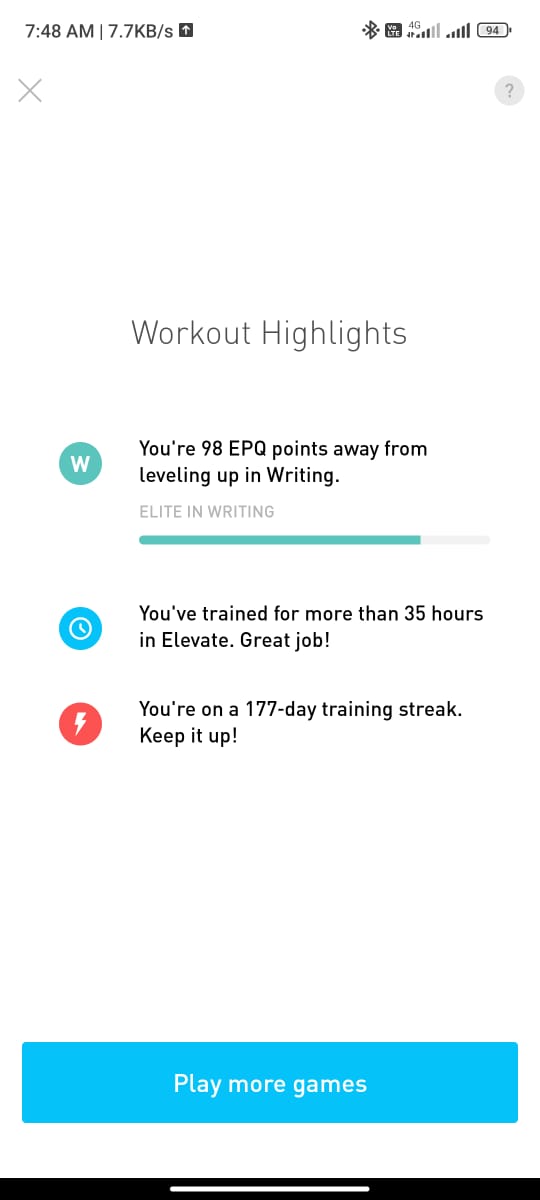 7:48 AM | 7.7KB/s
Vo LTE 4G 94
?
Workout Highlights
W
You're 98 EPQ points away from
leveling up in Writing.
ELITE IN WRITING
You've trained for more than 35 hours
in Elevate. Great job!
You're on a 177-day training streak.
Keep it up!
Play more games